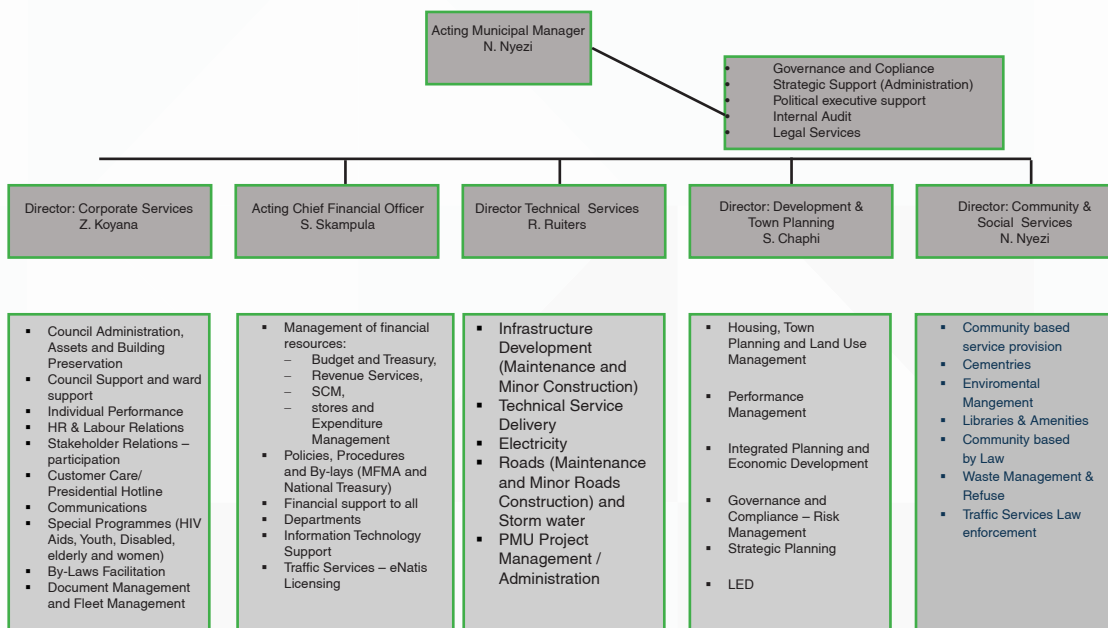 Acting Municipal Manager
N. Nyezi
• Governance and Copliance
• Strategic Support (Administration)
• Political executive support
• Internal Audit
• Legal Services
Director: Corporate Services
Z. Koyana
Acting Chief Financial Officer
S. Skampula
Director Technical Services
R. Ruiters
Director: Development &
Town Planning
S. Chaphi
Director: Community &
Social Services
N. Nyezi
▪ Council Administration,
Assets and Building
Preservation
▪ Council Support and ward
support
▪ Individual Performance
▪ HR & Labour Relations
▪ Stakeholder Relations –
participation
▪ Customer Care/
Presidential Hotline
▪ Communications
▪ Special Programmes (HIV
Aids, Youth, Disabled,
elderly and women)
▪ By-Laws Facilitation
▪ Document Management
and Fleet Management
▪ Management of financial
resources:
– Budget and Treasury,
– Revenue Services,
– SCM,
– stores and
Expenditure
Management
▪ Policies, Procedures
and By-lays (MFMA and
National Treasury)
▪ Financial support to all
▪ Departments
▪ Information Technology
Support
▪ Traffic Services – eNatis
Licensing
▪ Infrastructure
Development
(Maintenance and
Minor Construction)
▪ Technical Service
Delivery
▪ Electricity
▪ Roads (Maintenance
and Minor Roads
Construction) and
Storm water
▪ PMU Project
Management /
Administration
▪ Housing, Town
Planning and Land Use
Management
▪ Performance
Management
▪ Integrated Planning and
Economic Development
▪ Governance and
Compliance – Risk
Management
▪ Strategic Planning
▪ LED
▪ Community based
service provision
▪ Cementries
▪ Enviromental
Mangement
▪ Libraries & Amenities
▪ Community based
by Law
▪ Waste Management &
Refuse
▪ Traffic Services Law
enforcement